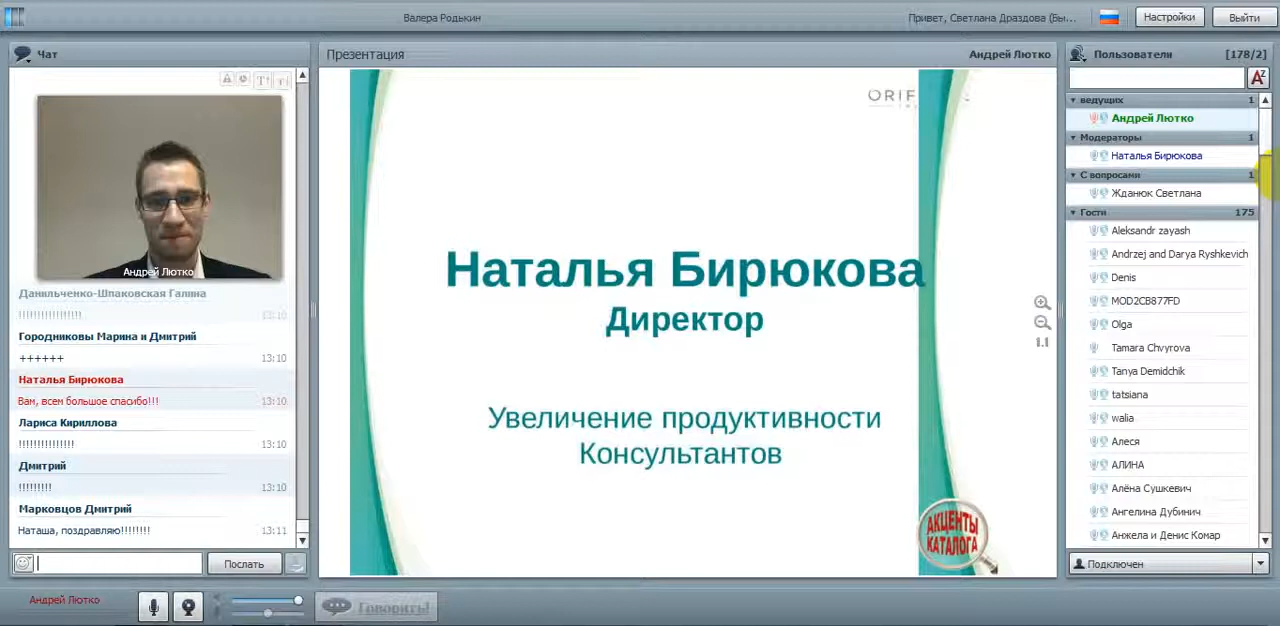 Валера Родькин
Привет, Светлана Драздова (Вы...
Настройки
Выйти
Чат
Андрей Лютко
Данильченко-Шпаковская Галина
!!!!!!!!!!!!!!!!! 13:10
Городниковы Марина и Дмитрий
++++++ 13:10
Наталья Бирюкова
Вам, всем большое спасибо!!! 13:10
Лариса Кириллова
!!!!!!!!!!!!!!! 13:10
Дмитрий
!!!!!!!!! 13:10
Марковцов Дмитрий
Наташа, поздравляю!!!!!!!! 13:11
Послать
Презентация
Андрей Лютко
ORIF
Наталья Бирюкова
Директор
Увеличение продуктивности
Консультантов
АКЦЕНТЫ
КАТАЛОГА
1.1
Пользователи [178/2]
ведущих 1
Андрей Лютко
Модераторы 1
Наталья Бирюкова
С вопросами 1
Жданюк Светлана
Гости 175
Aleksandr zayash
Andrzej and Darya Ryshkevich
Denis
MOD2CB877FD
Olga
Tamara Chvyrova
Tanya Demidchik
tatsiana
walia
Алеся
АЛИНА
Алёна Сушкевич
Ангелина Дубинич
Анжела и Денис Комар
Подключен
Андрей Лютко
Говорить!